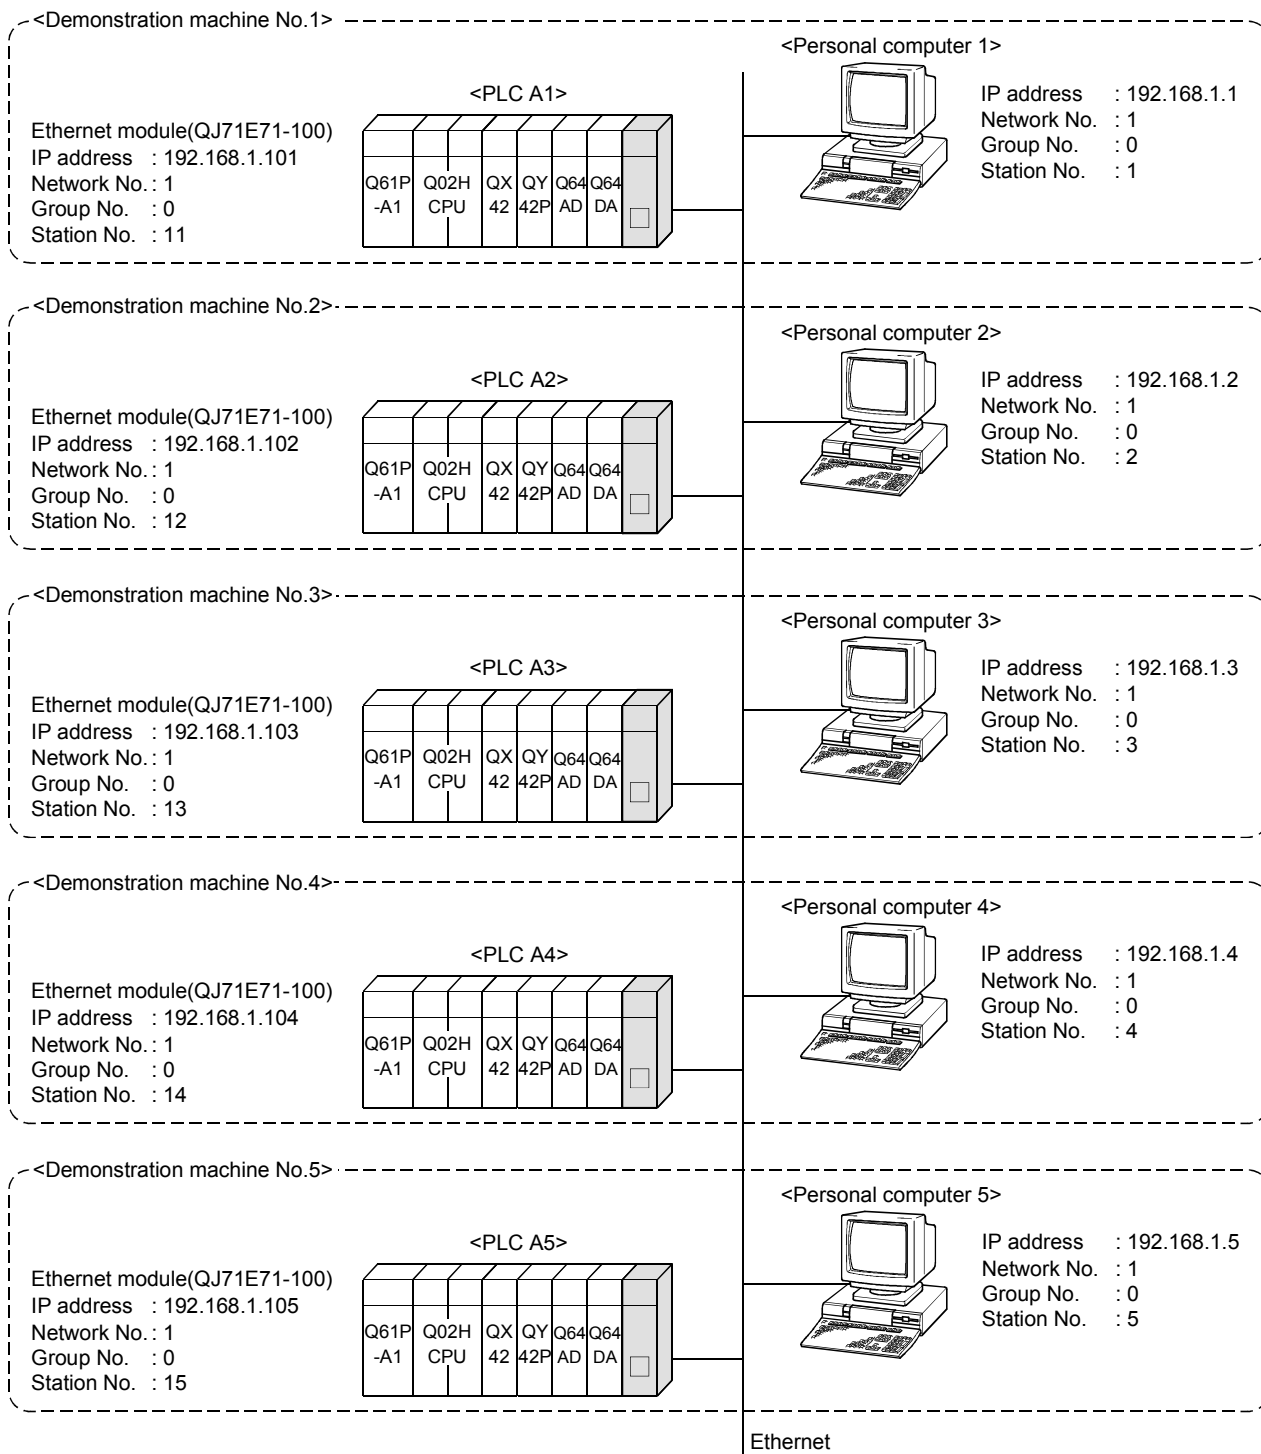 <Demonstration machine No.1>
<Personal computer 1>
<PLC A1>
Ethernet module(QJ71E71-100)
IP address : 192.168.1.101
Network No. : 1
Group No. : 0
Station No. : 11
Q61P -A1
Q02H CPU
QX 42
QY 42P
Q64 AD
Q64 DA
IP address : 192.168.1.1
Network No. : 1
Group No. : 0
Station No. : 1
<Demonstration machine No.2>
<Personal computer 2>
<PLC A2>
Ethernet module(QJ71E71-100)
IP address : 192.168.1.102
Network No. : 1
Group No. : 0
Station No. : 12
Q61P -A1
Q02H CPU
QX 42
QY 42P
Q64 AD
Q64 DA
IP address : 192.168.1.2
Network No. : 1
Group No. : 0
Station No. : 2
<Demonstration machine No.3>
<Personal computer 3>
<PLC A3>
Ethernet module(QJ71E71-100)
IP address : 192.168.1.103
Network No. : 1
Group No. : 0
Station No. : 13
Q61P -A1
Q02H CPU
QX 42
QY 42P
Q64 AD
Q64 DA
IP address : 192.168.1.3
Network No. : 1
Group No. : 0
Station No. : 3
<Demonstration machine No.4>
<Personal computer 4>
<PLC A4>
Ethernet module(QJ71E71-100)
IP address : 192.168.1.104
Network No. : 1
Group No. : 0
Station No. : 14
Q61P -A1
Q02H CPU
QX 42
QY 42P
Q64 AD
Q64 DA
IP address : 192.168.1.4
Network No. : 1
Group No. : 0
Station No. : 4
<Demonstration machine No.5>
<Personal computer 5>
<PLC A5>
Ethernet module(QJ71E71-100)
IP address : 192.168.1.105
Network No. : 1
Group No. : 0
Station No. : 15
Q61P -A1
Q02H CPU
QX 42
QY 42P
Q64 AD
Q64 DA
IP address : 192.168.1.5
Network No. : 1
Group No. : 0
Station No. : 5
Ethernet